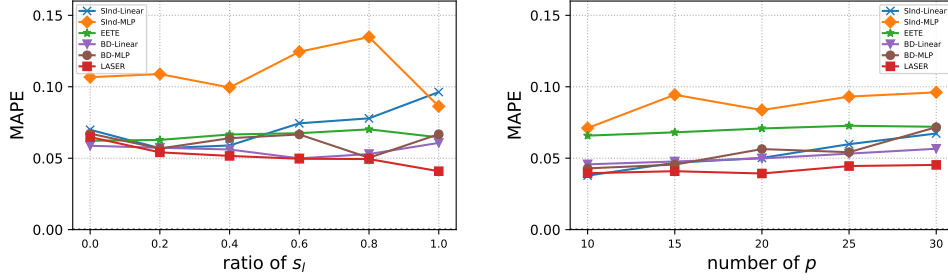 0.15
0.10
0.05
0.00
MAPE
SInd-Linear
SInd-MLP
EETE
BD-Linear
BD-MLP
LASER
0.0 0.2 0.4 0.6 0.8 1.0
ratio of s_l
0.15
0.10
0.05
0.00
MAPE
SInd-Linear
SInd-MLP
EETE
BD-Linear
BD-MLP
LASER
10 15 20 25 30
number of p